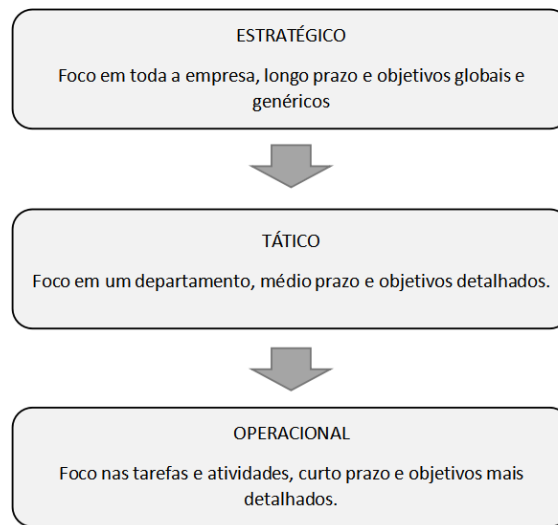 ESTRATÉGICO
Foco em toda a empresa, longo prazo e objetivos globais e
genéricos
TÁTICO
Foco em um departamento, médio prazo e objetivos detalhados.
OPERACIONAL
Foco nas tarefas e atividades, curto prazo e objetivos mais
detalhados.